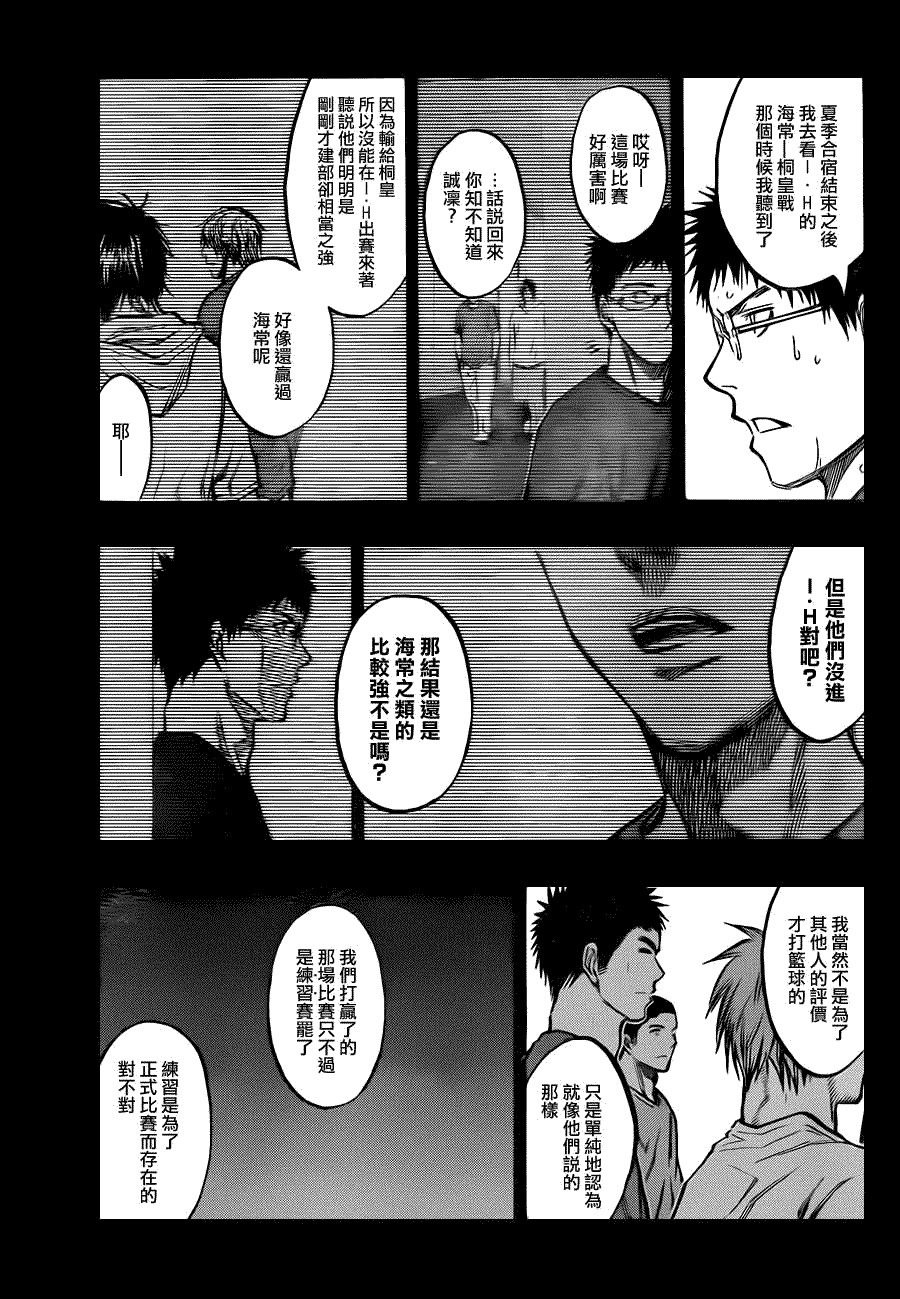 夏季合宿結束之後
我去看I．H的
海常—桐皇戰
那個時候我聽到了
哎呀—
這場比賽
好厲害啊
…話說回來
你知不知道
誠凜？
因為輸給桐皇
所以沒能在I．H出賽來著
聽説他們明明是
剛剛才建部卻相當之強
好像還贏過
海常呢
耶—
但是他們沒進
I．H對吧？
那結果還是
海常之類的
比較強不是嗎？
我當然不是為了
其他人的評價
才打籃球的
只是單純地認為
就像他們説的
那樣
我們打贏了的
那場比賽只不過
是練習賽罷了
練習是為了
正式比賽而存在的
對不對